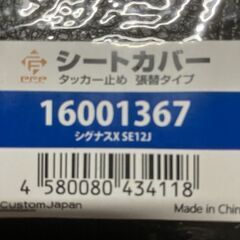 シートカバー
タッカー止め 張替タイプ
16001367
シグナスX SE12J
4 580080 434118
CustomJapan
Made in China